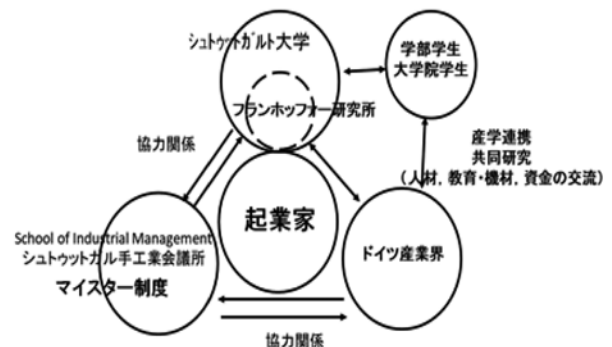 シュトゥットガルト大学
学部学生
大学院学生
フランホッフォー研究所
協力関係
産学連携
共同研究
(人材，教育・機材，資金の交流)
起業家
School of Industrial Management
シュトゥットガル手工業会議所
マイスター制度
ドイツ産業界
協力関係